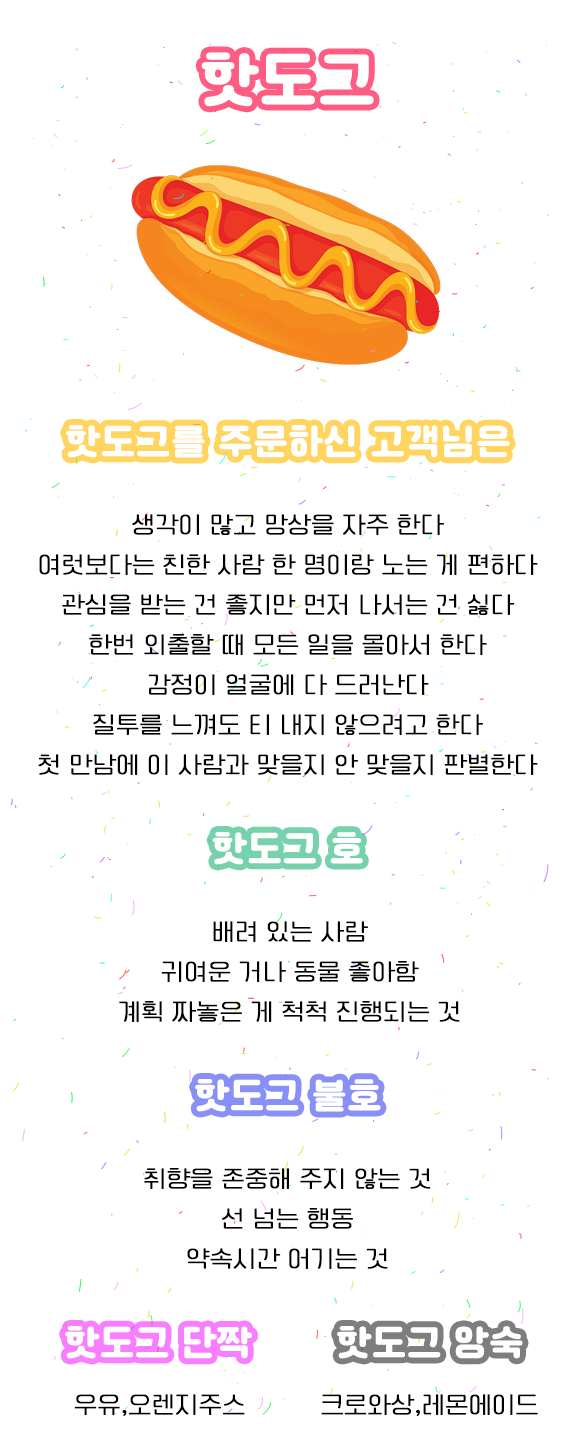 핫도그
핫도그를 주문하신 고객님은
생각이 많고 망상을 자주 한다
여럿보다는 친한 사람 한 명이랑 노는 게 편하다
관심을 받는 건 좋지만 먼저 나서는 건 싫다
한번 외출할 때 모든 일을 몰아서 한다
감정이 얼굴에 다 드러난다
질투를 느껴도 티 내지 않으려고 한다
첫 만남에 이 사람과 맞을지 안 맞을지 판별한다
핫도그 호
배려 있는 사람
귀여운 거나 동물 좋아함
계획 짜놓은 게 척척 진행되는 것
핫도그 불호
취향을 존중해 주지 않는 것
선 넘는 행동
약속시간 어기는 것
핫도그 단짝
우유,오렌지주스
핫도그 앙숙
크로와상,레몬에이드